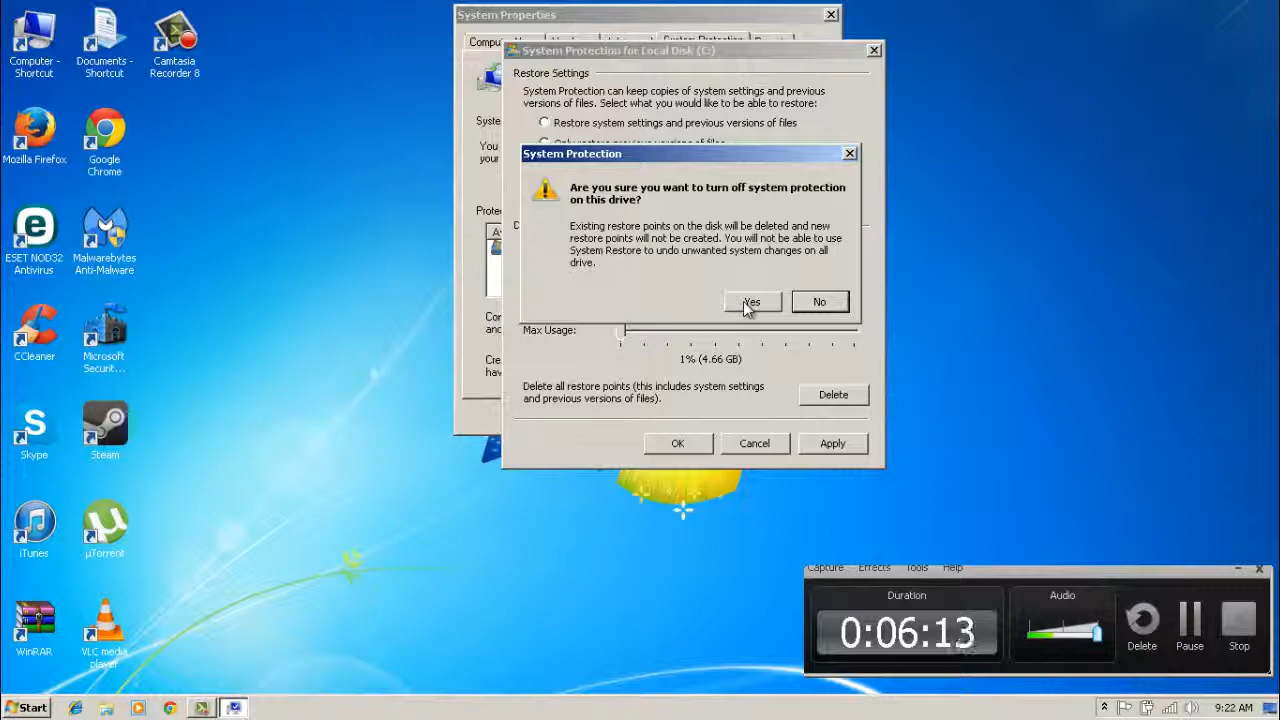 System Properties
System Protection for Local Disk (C:)
Restore Settings
System Protection can keep copies of system settings and previous
versions of files. Select what you would like to be able to restore:
Restore system settings and previous versions of files
System Protection
Are you sure you want to turn off system protection
on this drive?
Existing restore points on the disk will be deleted and new
restore points will not be created. You will not be able to use
System Restore to undo unwanted system changes on all
drive.
Yes
No
Max Usage:
1% (4.66 GB)
Delete all restore points (this includes system settings
and previous versions of files).
Delete
OK
Cancel
Apply
You
your
Computer -
Shortcut
Documents -
Shortcut
Camtasia
Recorder 8
Mozilla Firefox
Google
Chrome
ESET NOD32
Antivirus
Malwarebytes
Anti-Malware
CCleaner
Microsoft
Securit...
Skype
Steam
iTunes
µTorrent
WinRAR
VLC media
player
Capture
Effects
Tools
Help
Duration
0:06:13
Audio
Delete
Pause
Stop
Start
9:22 AM